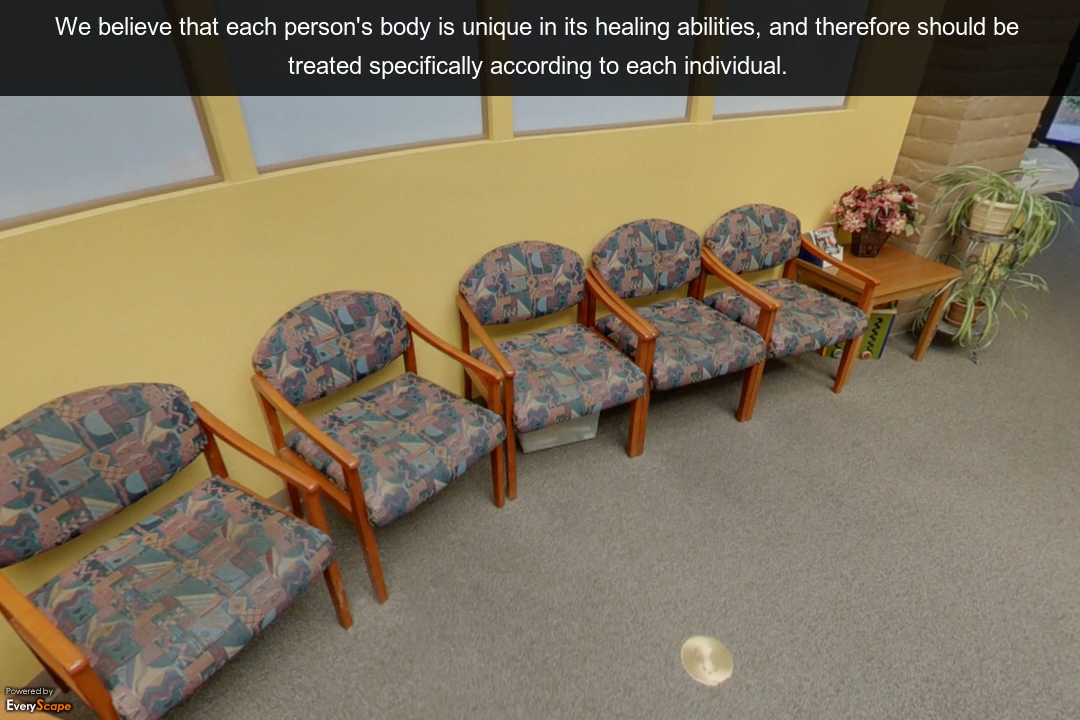 We believe that each person's body is unique in its healing abilities, and therefore should be
treated specifically according to each individual.
Powered by
EveryScape